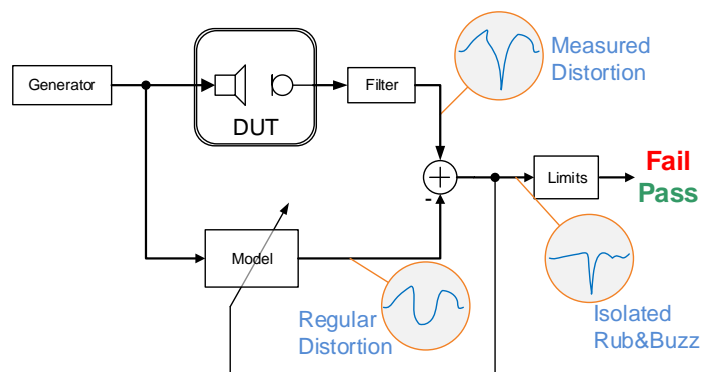 Measured
Distortion
Generator
Filter
DUT
Fail
Pass
Limits
-
Model
Regular
Distortion
Isolated
Rub&Buzz